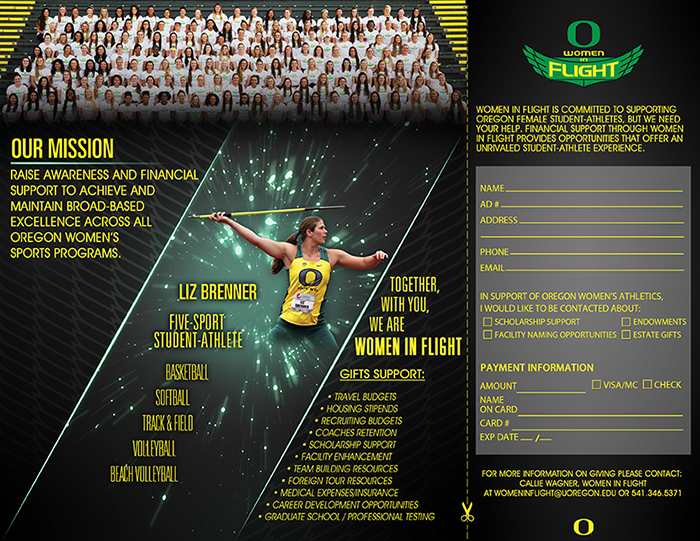 OUR MISSION
RAISE AWARENESS AND FINANCIAL
SUPPORT TO ACHIEVE AND
MAINTAIN BROAD-BASED
EXCELLENCE ACROSS ALL
OREGON WOMEN'S
SPORTS PROGRAMS.
LIZ BRENNER
FIVE-SPORT
STUDENT-ATHLETE
BASKETBALL
SOFTBALL
TRACK & FIELD
VOLLEYBALL
BEACH VOLLEYBALL
O
TOGETHER,
WITH YOU,
WE ARE
WOMEN IN FLIGHT
GIFTS SUPPORT:
• TRAVEL BUDGETS
• HOUSING STIPENDS
• RECRUITING BUDGETS
• COACHES RETENTION
• SCHOLARSHIP SUPPORT
• FACILITY ENHANCEMENT
• TEAM BUILDING RESOURCES
• FOREIGN TOUR RESOURCES
• MEDICAL EXPENSES/INSURANCE
• CAREER DEVELOPMENT OPPORTUNITIES
• GRADUATE SCHOOL / PROFESSIONAL TESTING
O
WOMEN
in
FLIGHT
WOMEN IN FLIGHT IS COMMITTED TO SUPPORTING
OREGON FEMALE STUDENT-ATHLETES, BUT WE NEED
YOUR HELP. FINANCIAL SUPPORT THROUGH WOMEN
IN FLIGHT PROVIDES OPPORTUNITIES THAT OFFER AN
UNRIVALED STUDENT-ATHLETE EXPERIENCE.
NAME
AD #
ADDRESS
PHONE
EMAIL
IN SUPPORT OF OREGON WOMEN'S ATHLETICS,
I WOULD LIKE TO BE CONTACTED ABOUT:
SCHOLARSHIP SUPPORT ENDOWMENTS
FACILITY NAMING OPPORTUNITIES ESTATE GIFTS
PAYMENT INFORMATION
AMOUNT VISA/MC CHECK
NAME
ON CARD
CARD #
EXP DATE __ /__
FOR MORE INFORMATION ON GIVING PLEASE CONTACT:
CALLIE WAGNER, WOMEN IN FLIGHT
AT WOMENINFLIGHT@UOREGON.EDU OR 541.346.5371
O